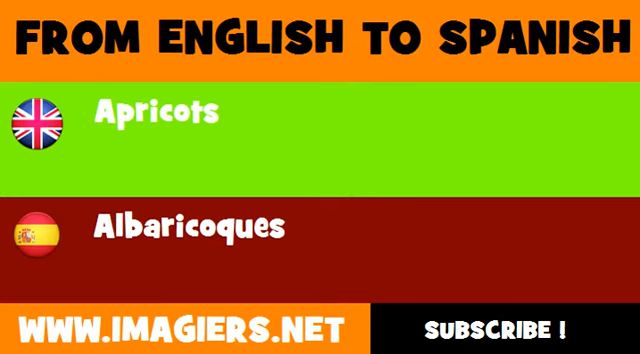 FROM ENGLISH TO SPANISH
Apricots
Albaricoques
WWW.IMAGIERS.NET
SUBSCRIBE !